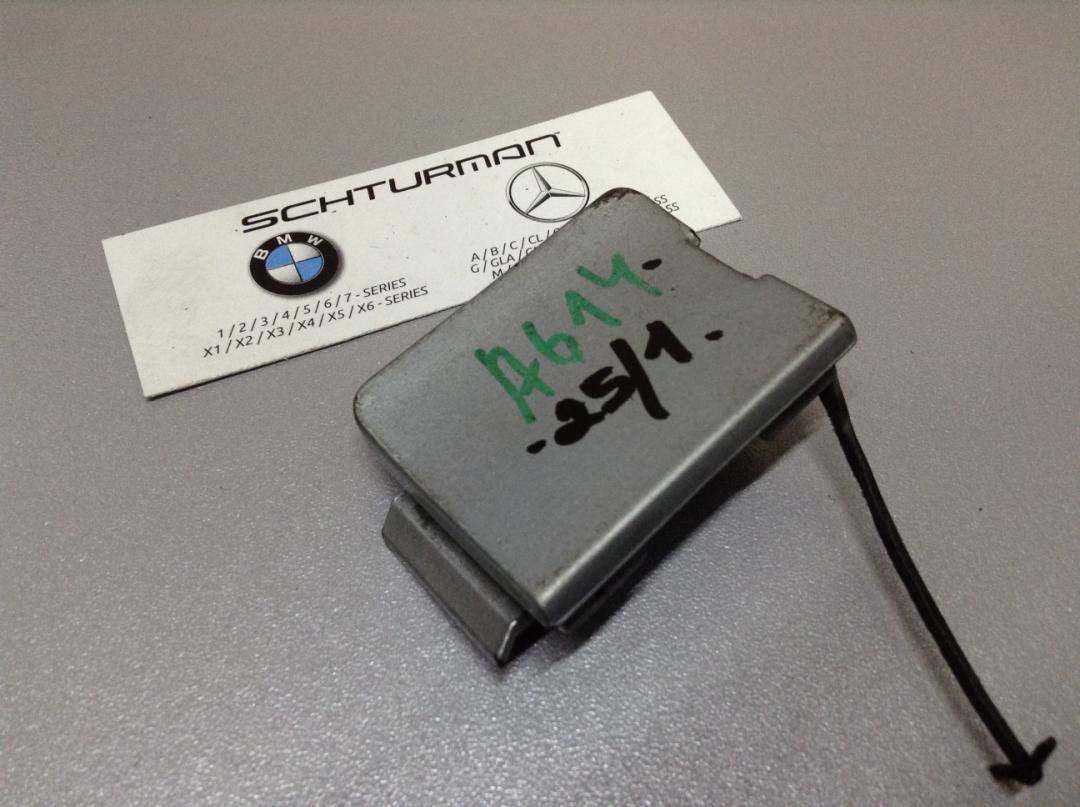 SCHTURMAN
BMW
1 / 2 / 3 / 4 / 5 / 6 / 7 - SERIES
X1 / X2 / X3 / X4 / X5 / X6 - SERIES
A / B / C / CL /
G / GLA /
A614.
.25/1.